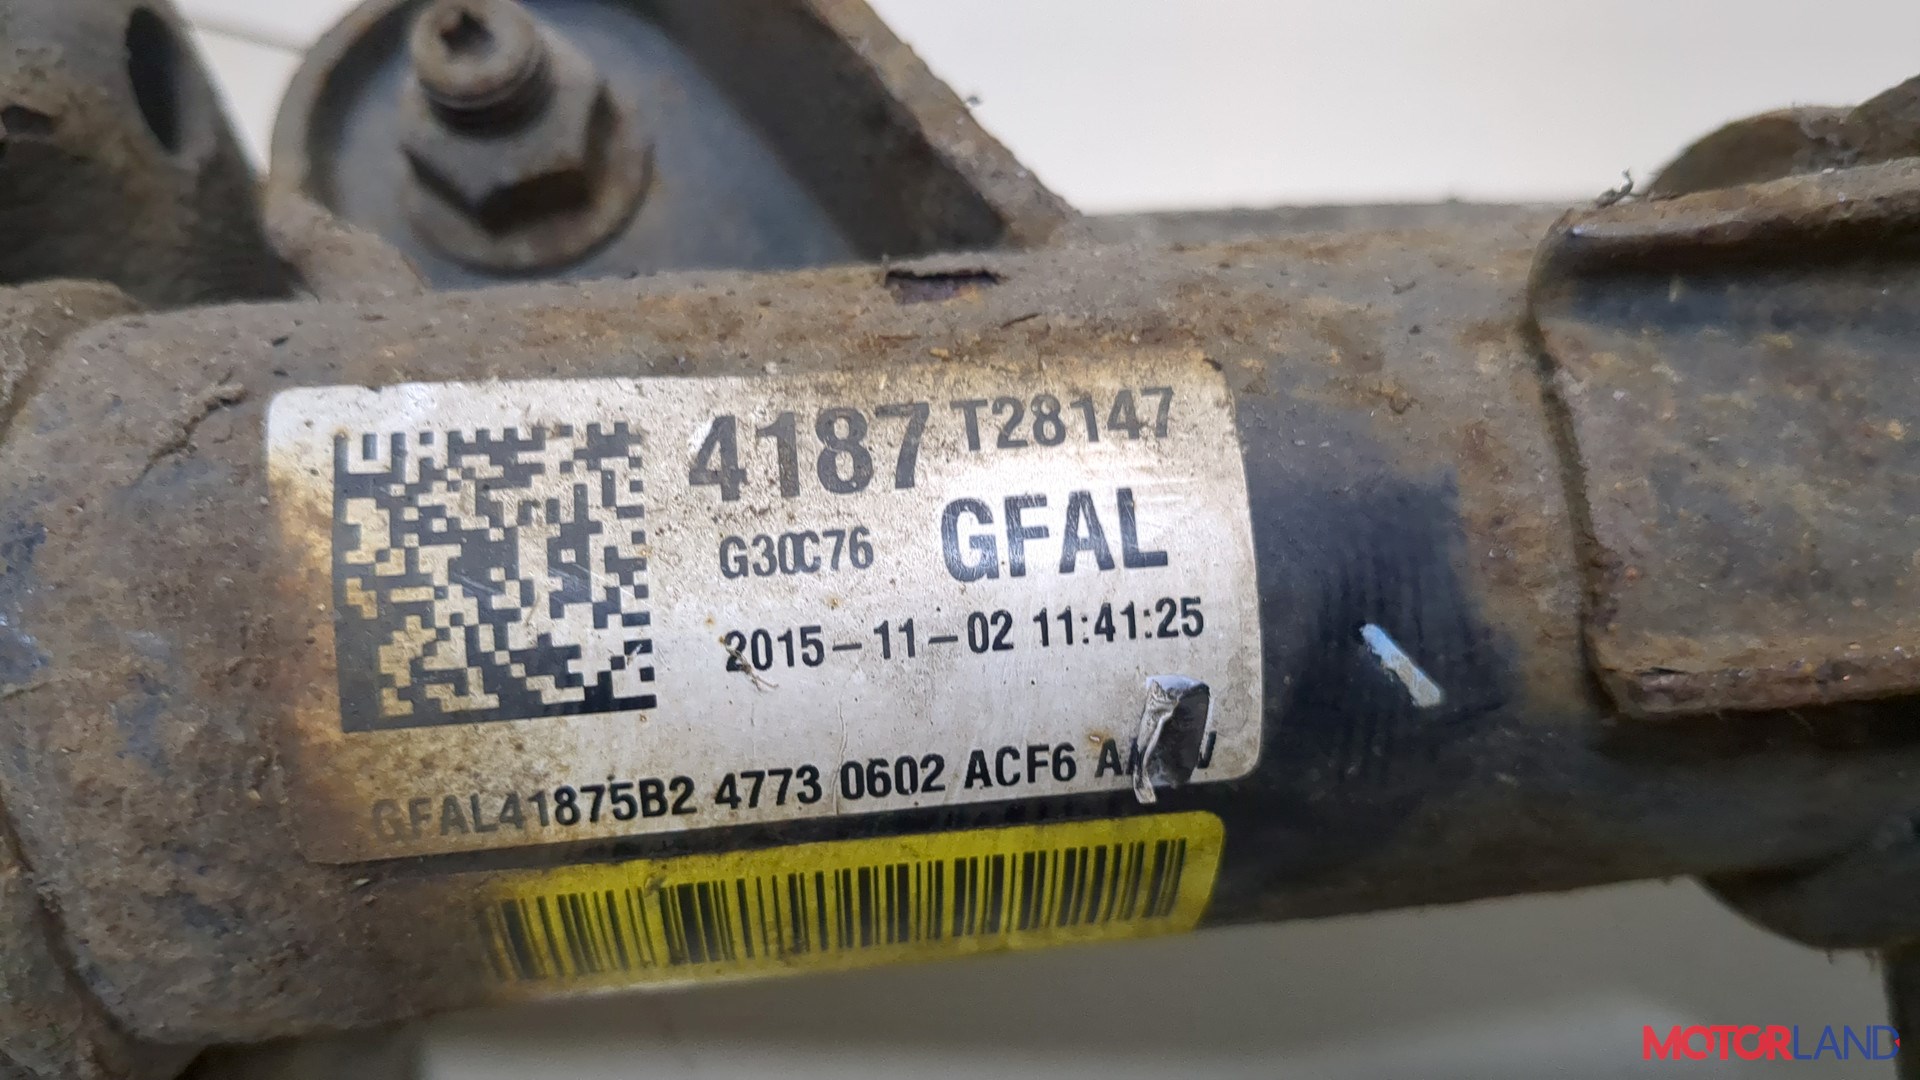 4187 T28147
G30C76 GFAL
2015-11-02 11:41:25
GFAL41875B2 4773 0602 ACF6
MOTORLAND